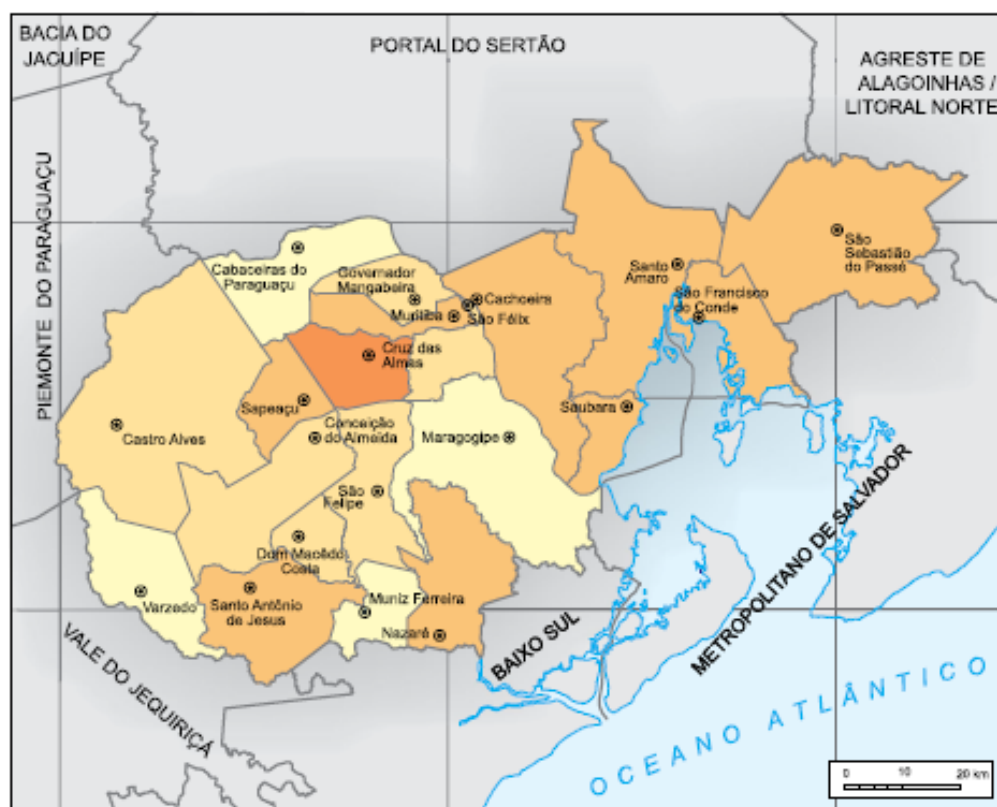 BACIA DO
JACUÍPE
PORTAL DO SERTÃO
AGRESTE DE
ALAGOINHAS /
LITORAL NORTE
PIEMONTE DO PARAGUAÇU
Cabaceiras do
Paraguaçu
Governador
Mangabeira
Muritiba
Cachoeira
São Félix
Santo
Amaro
São Francisco
do Conde
São
Sebastião
do Passé
Cruz das
Almas
Sapeaçu
Castro Alves
Conceição
do Almeida
Maragogipe
Saubara
São
Felipe
Dom Macêdo
Costa
Varzedo
Santo Antônio
de Jesus
Muniz Ferreira
Nazaré
VALE DO JEQUIRIÇÁ
BAIXO SUL
METROPOLITANO DE SALVADOR
OCEANO ATLÂNTICO
0 10 20 km